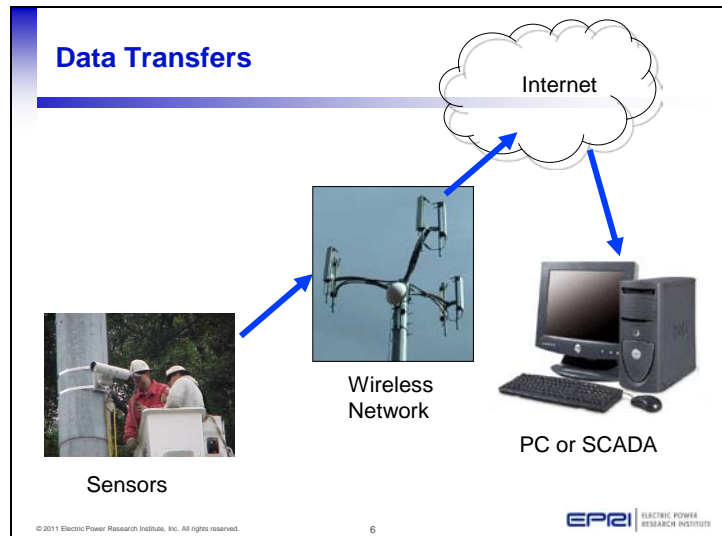 Data Transfers
Internet
Wireless
Network
PC or SCADA
Sensors
© 2011 Electric Power Research Institute, Inc. All rights reserved.
6
EPRI
ELECTRIC POWER
RESEARCH INSTITUTE